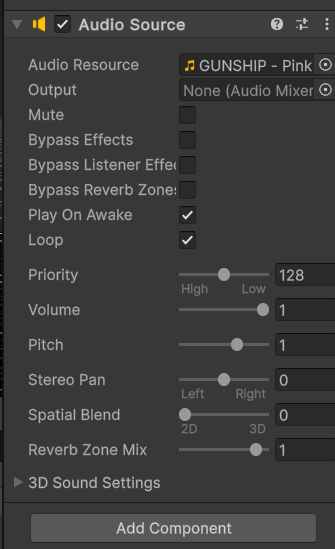 Audio Source
Audio Resource GUNSHIP - Pink
Output None (Audio Mixer
Mute
Bypass Effects
Bypass Listener Effec
Bypass Reverb Zones
Play On Awake
Loop
Priority 128
High Low
Volume 1
Pitch 1
Stereo Pan 0
Left Right
Spatial Blend 0
2D 3D
Reverb Zone Mix 1
3D Sound Settings
Add Component